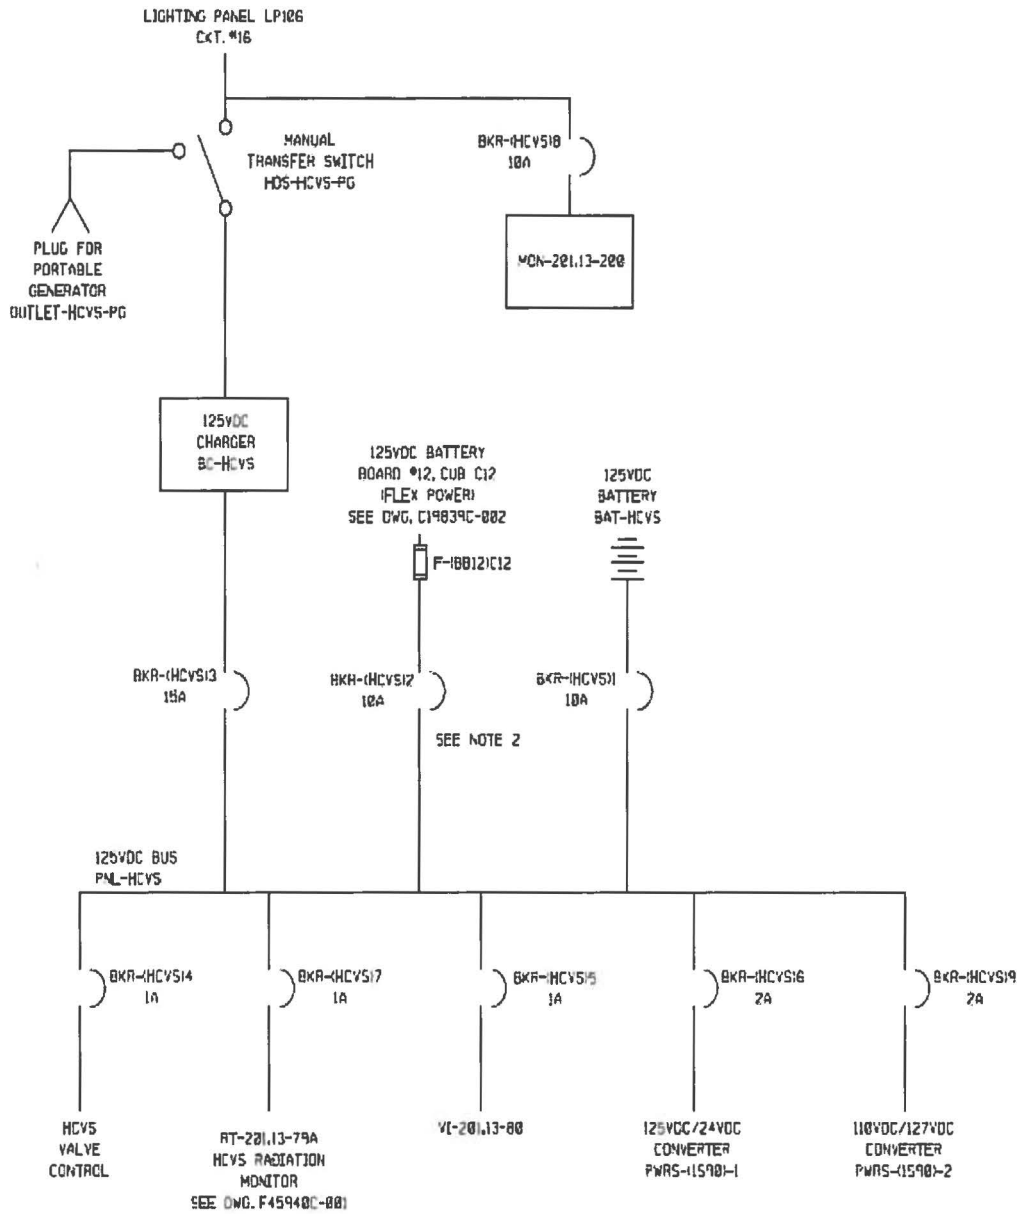 LIGHTING PANEL LP106
CKT. #16
MANUAL
TRANSFER SWITCH
HDS-HCVS-PG
BKR-(HCVS)8
10A
PLUG FOR
PORTABLE
GENERATOR
OUTLET-HCVS-PG
MON-201.13-200
125VDC
CHARGER
BC-HCVS
125VDC BATTERY
BOARD #12, CUB C12
(FLEX POWER)
SEE DWG. C19839C-002
F-(BB12)C12
125VDC
BATTERY
BAT-HCVS
BKR-(HCVS)3
15A
BKR-(HCVS)2
10A
BKR-(HCVS)1
10A
SEE NOTE 2
125VDC BUS
PNL-HCVS
BKR-(HCVS)4
1A
BKR-(HCVS)7
1A
BKR-(HCVS)5
1A
BKR-(HCVS)6
2A
BKR-(HCVS)9
2A
HCVS
VALVE
CONTROL
RT-201.13-79A
HCVS RADIATION
MONITOR
SEE DWG. F45940C-001
VI-201.13-80
125VDC/24VDC
CONVERTER
PWRS-(1S90)-1
110VDC/127VDC
CONVERTER
PWRS-(1S90)-2